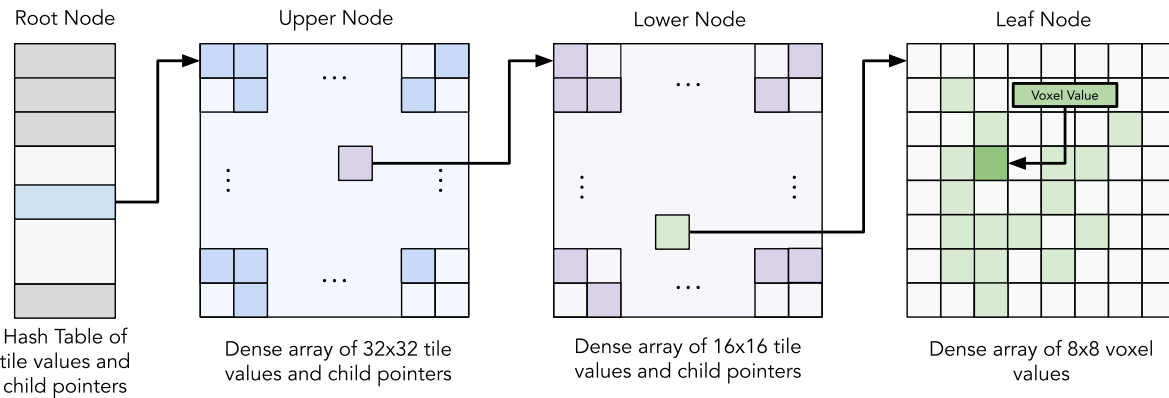 Root Node
Upper Node
Lower Node
Leaf Node
...
...
Voxel Value
...
...
...
...
...
...
Hash Table of
tile values and
child pointers
Dense array of 32x32 tile
values and child pointers
Dense array of 16x16 tile
values and child pointers
Dense array of 8x8 voxel
values